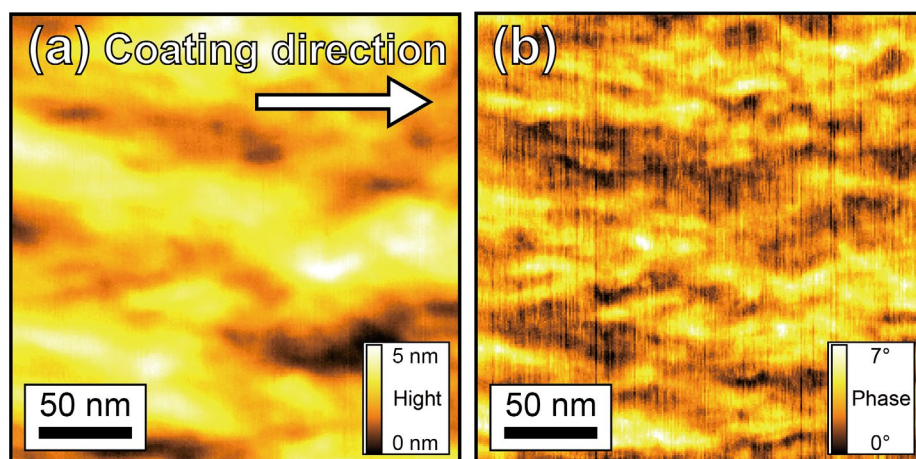 (a) Coating direction
50 nm
5 nm
Hight
0 nm
(b)
50 nm
7°
Phase
0°